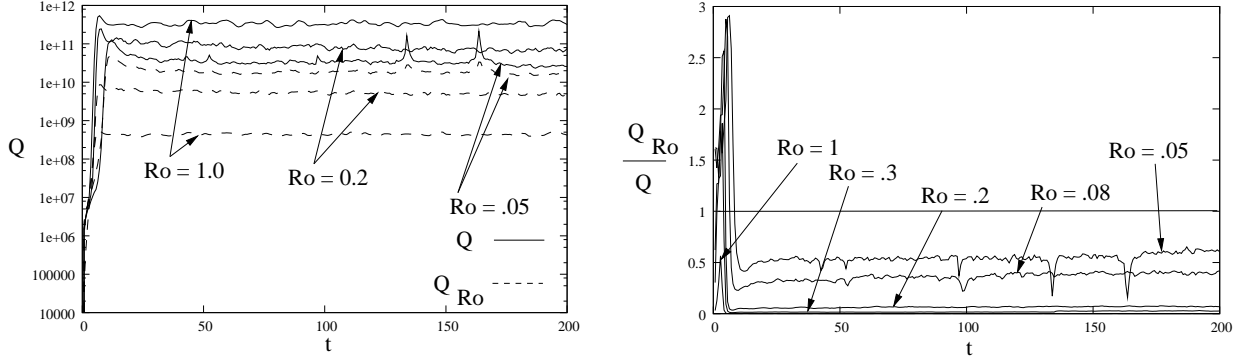 1e+12
1e+11
1e+10
1e+09
1e+08
1e+07
1e+06
100000
10000
Q
Ro = 1.0
Ro = 0.2
Ro = .05
Q
Q Ro
0 50 100 150 200
t
3
2.5
2
1.5
1
0.5
0
Q Ro
Q
Ro = 1
Ro = .3
Ro = .2
Ro = .08
Ro = .05
0 50 100 150 200
t